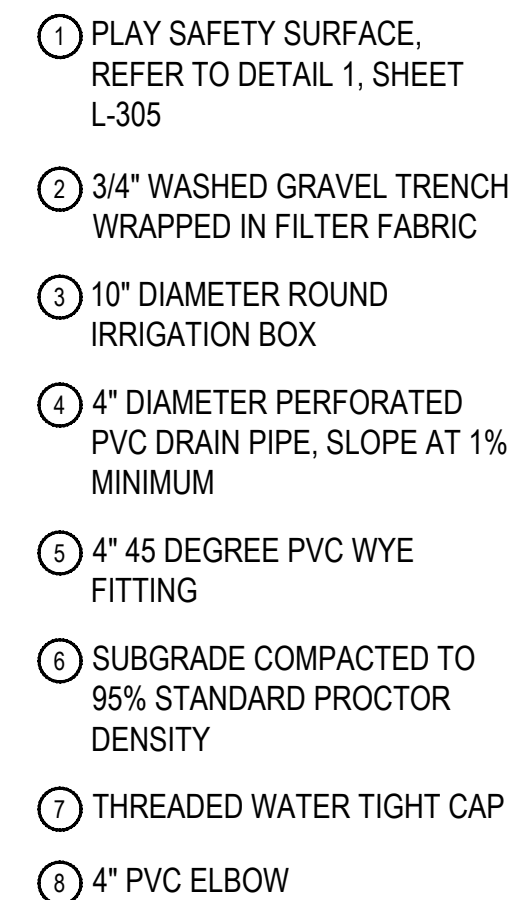 1 PLAY SAFETY SURFACE,
REFER TO DETAIL 1, SHEET
L-305
2 3/4" WASHED GRAVEL TRENCH
WRAPPED IN FILTER FABRIC
3 10" DIAMETER ROUND
IRRIGATION BOX
4 4" DIAMETER PERFORATED
PVC DRAIN PIPE, SLOPE AT 1%
MINIMUM
5 4" 45 DEGREE PVC WYE
FITTING
6 SUBGRADE COMPACTED TO
95% STANDARD PROCTOR
DENSITY
7 THREADED WATER TIGHT CAP
8 4" PVC ELBOW